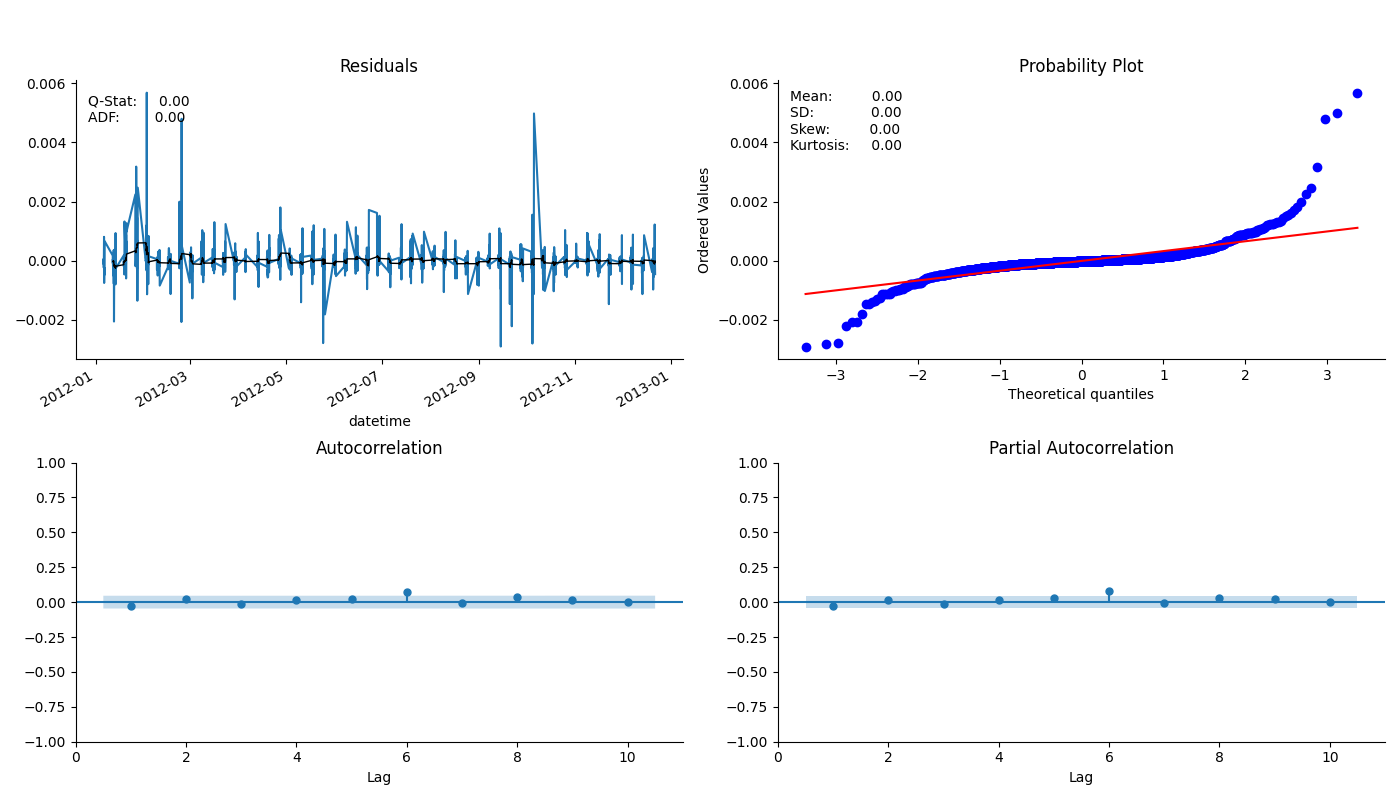 Residuals
0.006
0.004
0.002
0.000
−0.002
Q-Stat: 0.00
ADF: 0.00
2012-01
2012-03
2012-05
2012-07
2012-09
2012-11
2013-01
datetime
Probability Plot
Ordered Values
0.006
0.004
0.002
0.000
−0.002
Mean: 0.00
SD: 0.00
Skew: 0.00
Kurtosis: 0.00
−3 −2 −1 0 1 2 3
Theoretical quantiles
Autocorrelation
1.00
0.75
0.50
0.25
0.00
−0.25
−0.50
−0.75
−1.00
0 2 4 6 8 10
Lag
Partial Autocorrelation
1.00
0.75
0.50
0.25
0.00
−0.25
−0.50
−0.75
−1.00
0 2 4 6 8 10
Lag